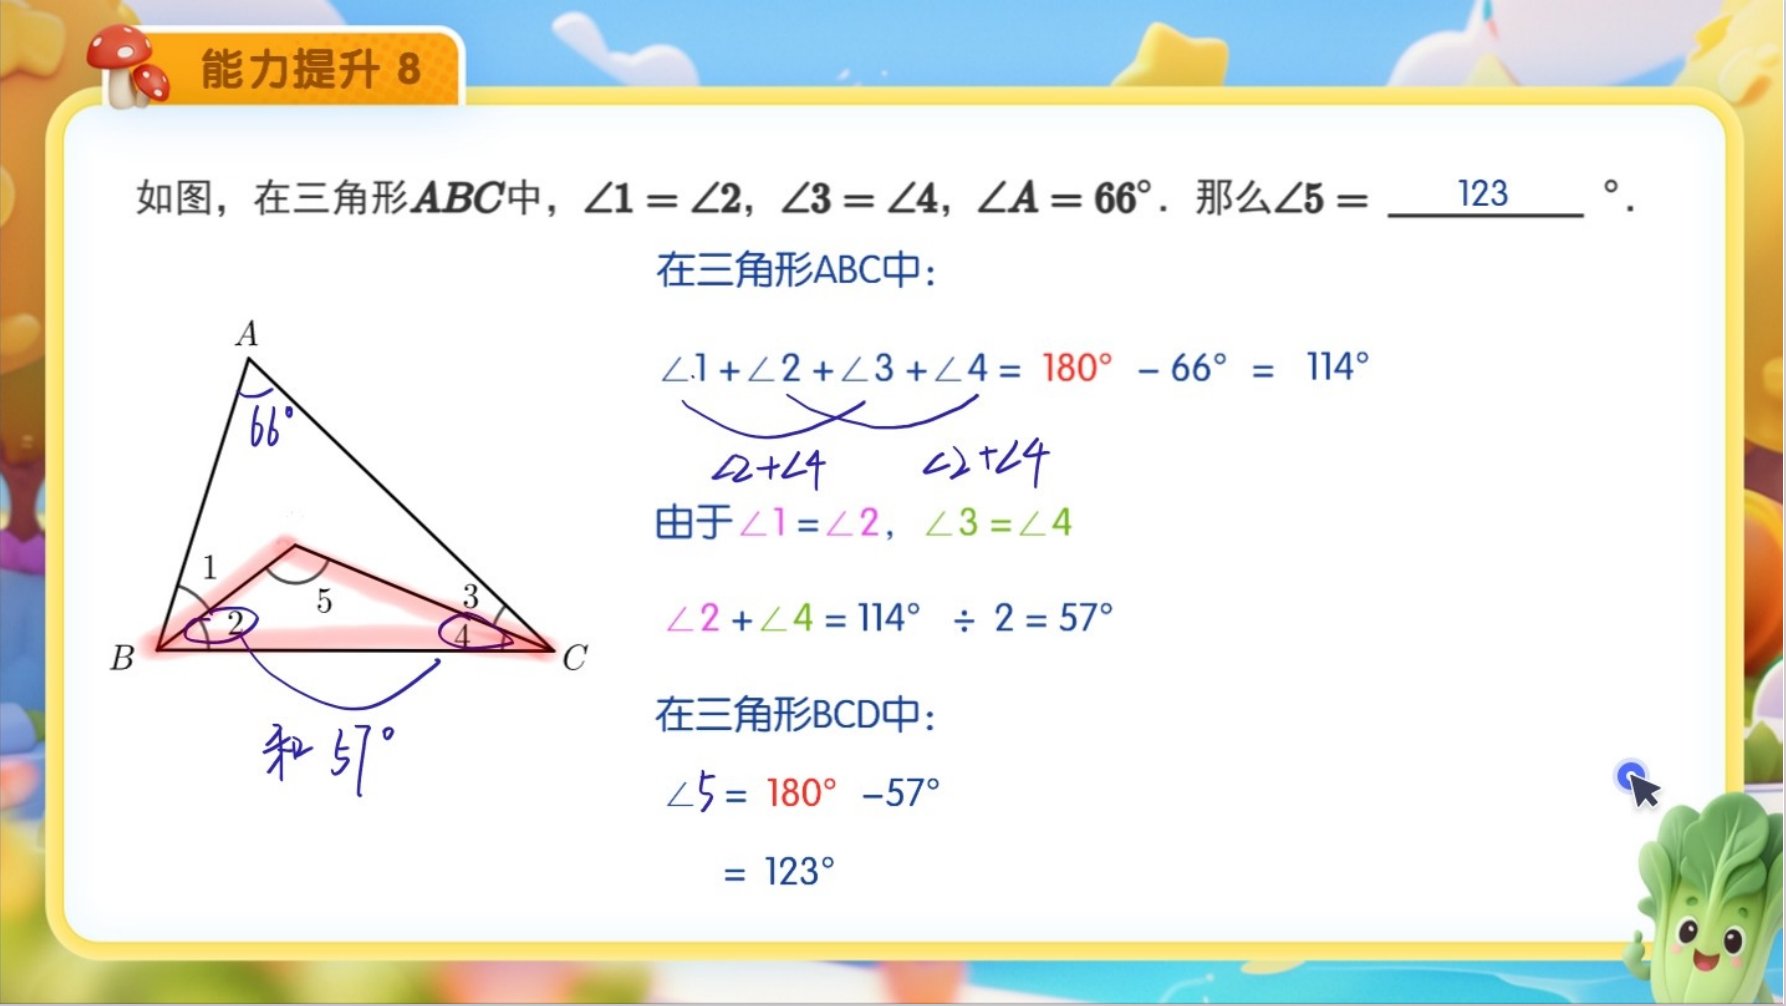 能力提升 8
如图，在三角形ABC中，∠1 = ∠2，∠3 = ∠4，∠A = 66°．那么∠5 = 123 °．
在三角形ABC中：
∠1 + ∠2 + ∠3 + ∠4 = 180° － 66° = 114°
∠2+∠4 ∠2+∠4
由于∠1 = ∠2，∠3 = ∠4
∠2 + ∠4 = 114° ÷ 2 = 57°
在三角形BCD中：
∠5 = 180° －57°
= 123°
A
66°
1
5
3
2
4
B
C
和 57°